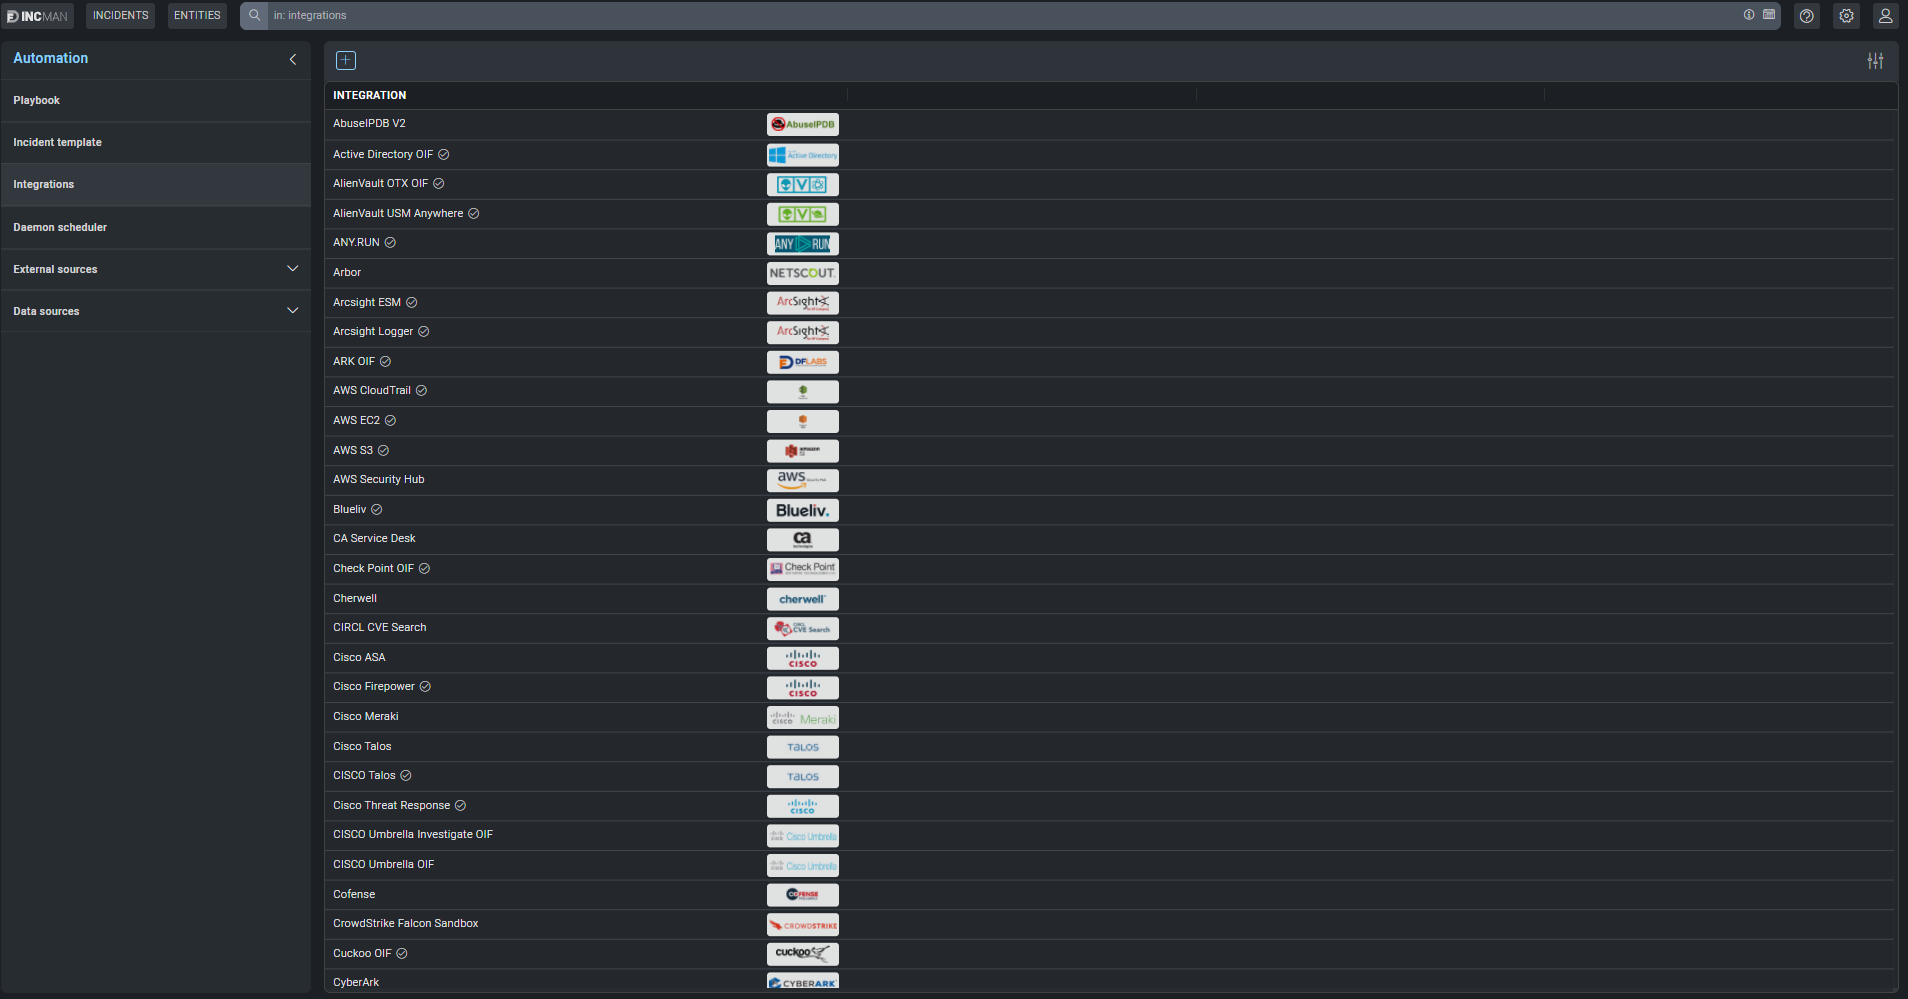 INCMAN
INCIDENTS
ENTITIES
in: integrations
Automation
Playbook
Incident template
Integrations
Daemon scheduler
External sources
Data sources
INTEGRATION
AbuseIPDB V2
AbuseIPDB
Active Directory OIF
Active Directory
AlienVault OTX OIF
V
AlienVault USM Anywhere
V
ANY.RUN
ANY RUN
Arbor
NETSCOUT.
Arcsight ESM
ArcSight
Arcsight Logger
ArcSight
ARK OIF
DFLABS
AWS CloudTrail
AWS EC2
AWS S3
amazon
AWS Security Hub
aws
Blueliv
Blueliv.
CA Service Desk
ca
technologies
Check Point OIF
Check Point
Cherwell
cherwell
CIRCL CVE Search
CIRCL
CVE Search
Cisco ASA
CISCO
Cisco Firepower
CISCO
Cisco Meraki
CISCO Meraki
Cisco Talos
TALOS
CISCO Talos
TALOS
Cisco Threat Response
CISCO
CISCO Umbrella Investigate OIF
Cisco Umbrella
CISCO Umbrella OIF
Cisco Umbrella
Cofense
COFENSE
CrowdStrike Falcon Sandbox
CROWDSTRIKE
Cuckoo OIF
cuckoo
CyberArk
CYBERARK